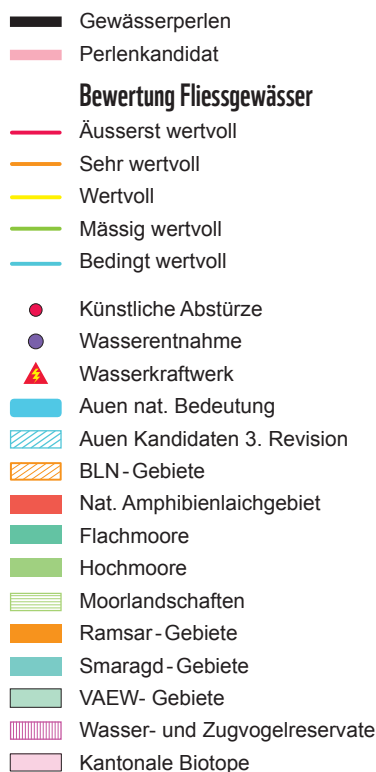 Gewässerperlen
Perlenkandidat
Bewertung Fliessgewässer
Äusserst wertvoll
Sehr wertvoll
Wertvoll
Mässig wertvoll
Bedingt wertvoll
Künstliche Abstürze
Wasserentnahme
Wasserkraftwerk
Auen nat. Bedeutung
Auen Kandidaten 3. Revision
BLN-Gebiete
Nat. Amphibienlaichgebiet
Flachmoore
Hochmoore
Moorlandschaften
Ramsar-Gebiete
Smaragd-Gebiete
VAEW- Gebiete
Wasser- und Zugvogelreservate
Kantonale Biotope